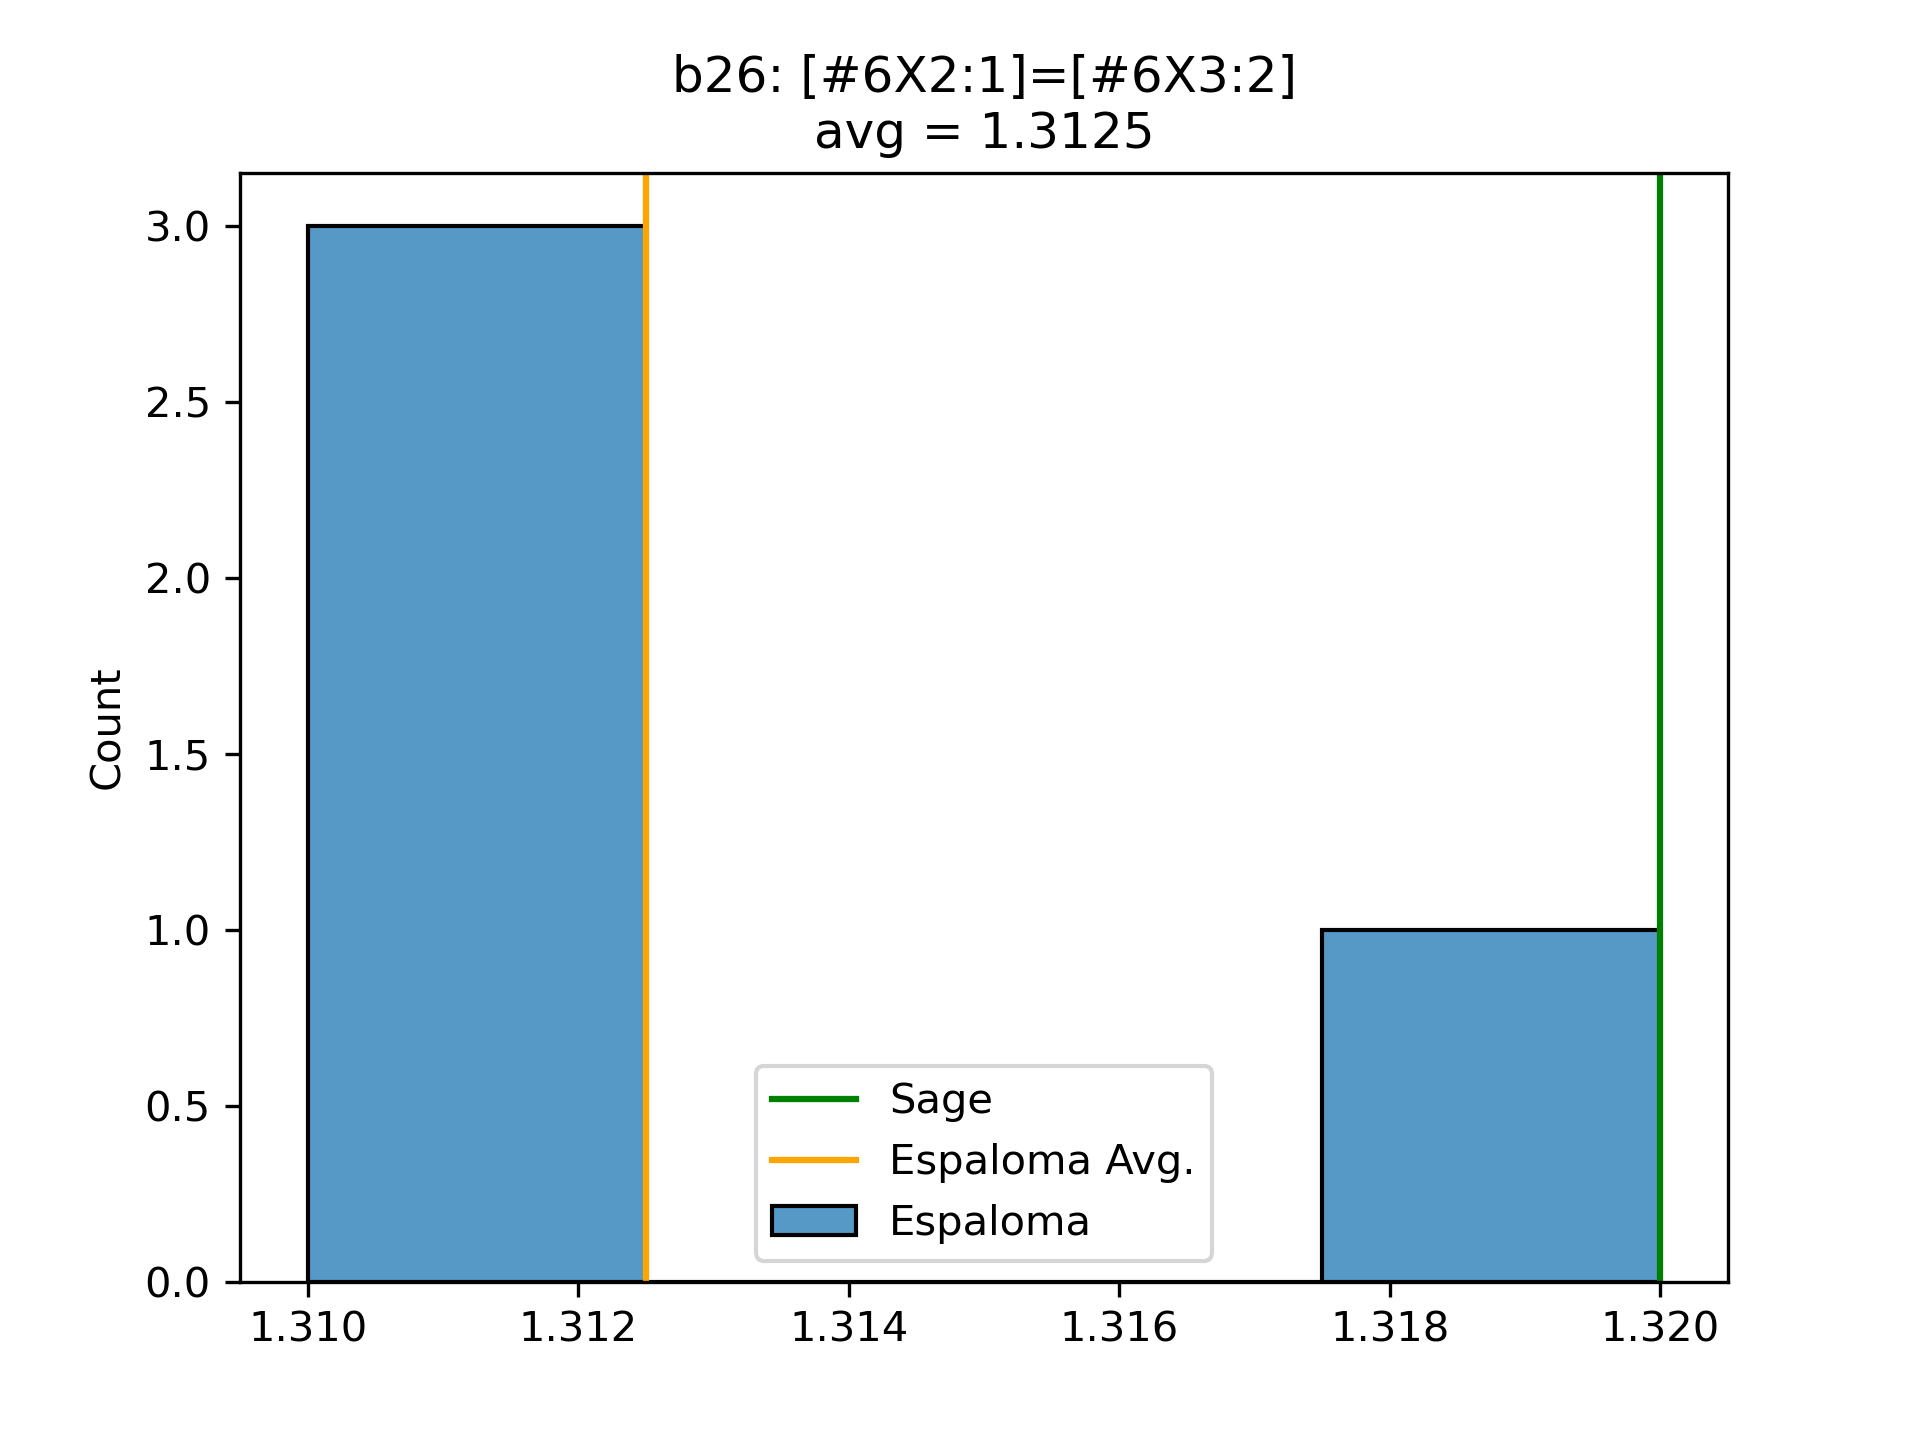 b26: [#6X2:1]=[#6X3:2]
avg = 1.3125
3.0
2.5
2.0
1.5
1.0
0.5
0.0
Count
Sage
Espaloma Avg.
Espaloma
1.310 1.312 1.314 1.316 1.318 1.320